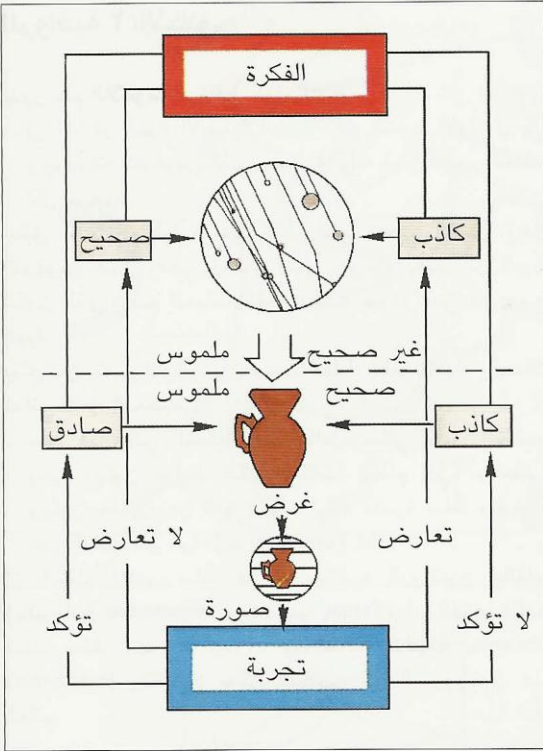 الفكرة
صحيح
كاذب
ملموس
غير صحيح
ملموس
صحيح
صادق
كاذب
غرض
لا تعارض
تعارض
صورة
تؤكد
لا تؤكد
تجربة